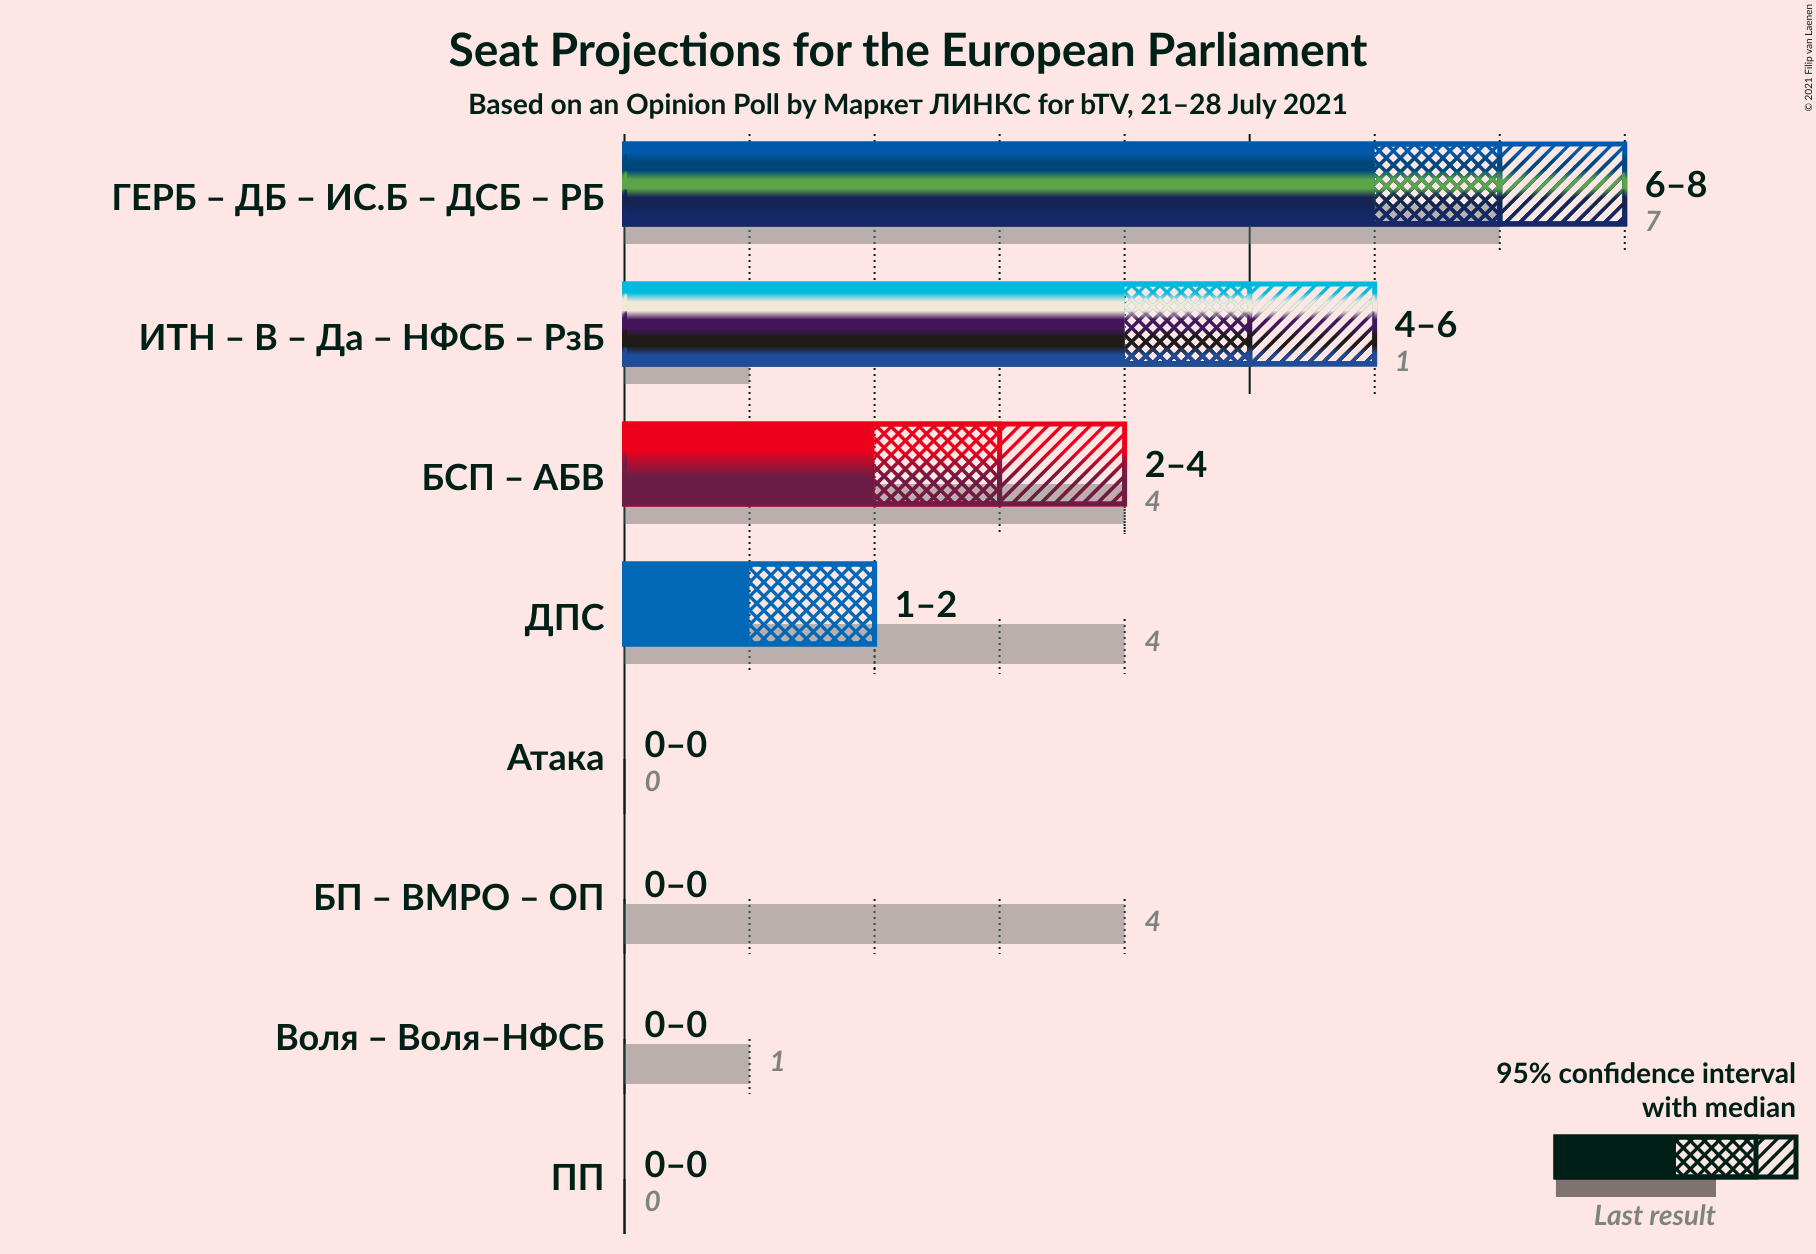 Seat Projections for the European Parliament
Based on an Opinion Poll by Маркет ЛИНКС for bTV, 21–28 July 2021
© 2021 Filip van Laenen
ГЕРБ – ДБ – ИС.Б – ДСБ – РБ
6–8
7
ИТН – В – Да – НФСБ – РзБ
4–6
1
БСП – АБВ
2–4
4
ДПС
1–2
4
Атака
0–0
0
БП – ВМРО – ОП
0–0
4
Воля – Воля–НФСБ
0–0
1
ПП
0–0
0
95% confidence interval
with median
Last result